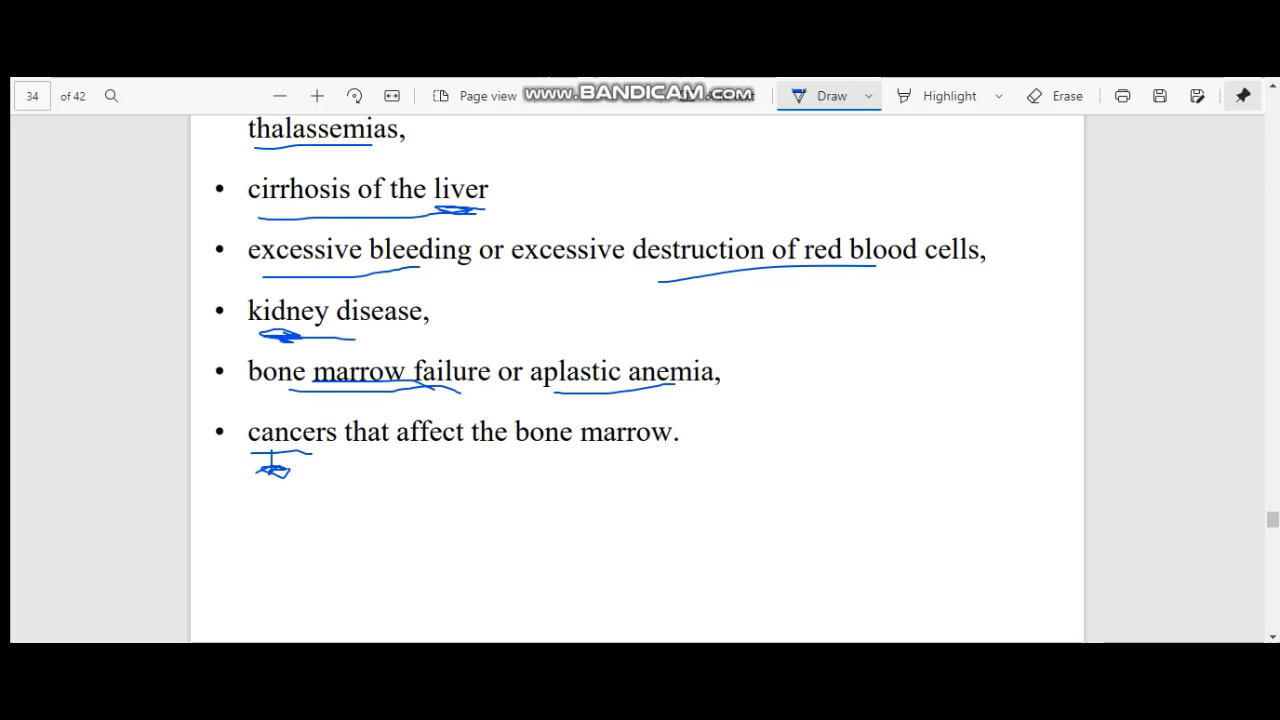 34 of 42 Page view www.BANDICAM.com Draw Highlight Erase
thalassemias,
• cirrhosis of the liver
• excessive bleeding or excessive destruction of red blood cells,
• kidney disease,
• bone marrow failure or aplastic anemia,
• cancers that affect the bone marrow.